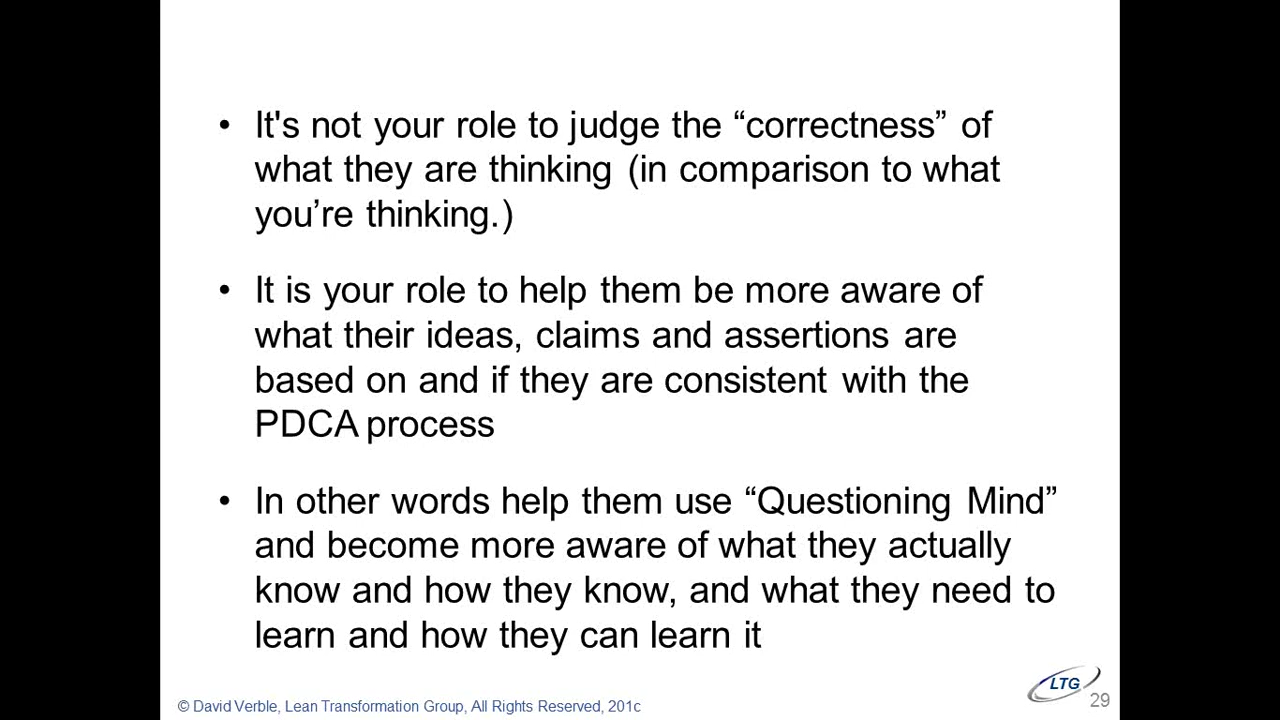 • It's not your role to judge the “correctness” of
what they are thinking (in comparison to what
you’re thinking.)
• It is your role to help them be more aware of
what their ideas, claims and assertions are
based on and if they are consistent with the
PDCA process
• In other words help them use “Questioning Mind”
and become more aware of what they actually
know and how they know, and what they need to
learn and how they can learn it
© David Verble, Lean Transformation Group, All Rights Reserved, 201c
LTG
29